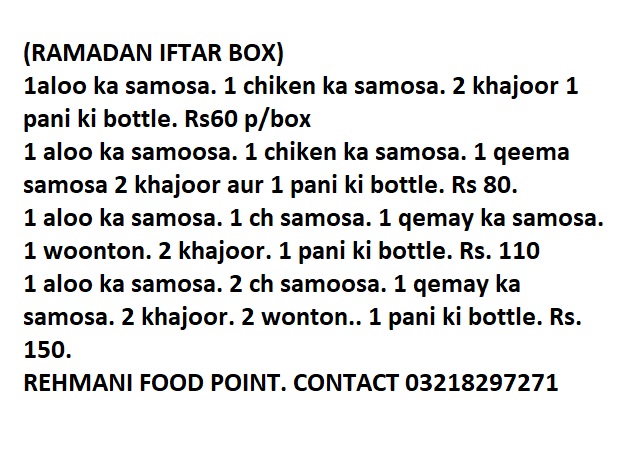 (RAMADAN IFTAR BOX)
1aloo ka samosa. 1 chiken ka samosa. 2 khajoor 1
pani ki bottle. Rs60 p/box
1 aloo ka samoosa. 1 chiken ka samosa. 1 qeema
samosa 2 khajoor aur 1 pani ki bottle. Rs 80.
1 aloo ka samosa. 1 ch samosa. 1 qemay ka samosa.
1 woonton. 2 khajoor. 1 pani ki bottle. Rs. 110
1 aloo ka samosa. 2 ch samoosa. 1 qemay ka
samosa. 2 khajoor. 2 wonton.. 1 pani ki bottle. Rs.
150.
REHMANI FOOD POINT. CONTACT 03218297271